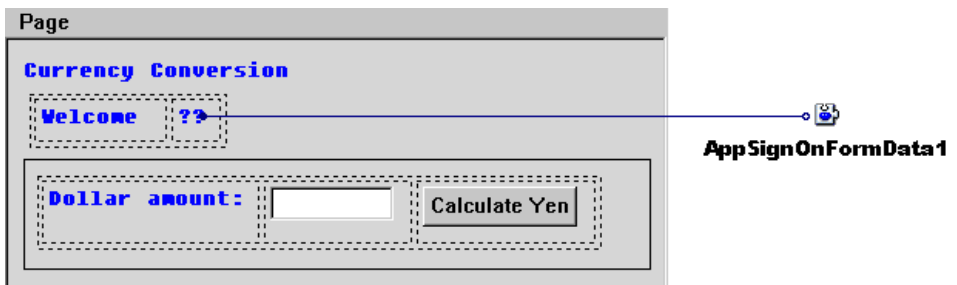 Page
Currency Conversion
Welcome ??
AppSignOnFormData1
Dollar amount: Calculate Yen